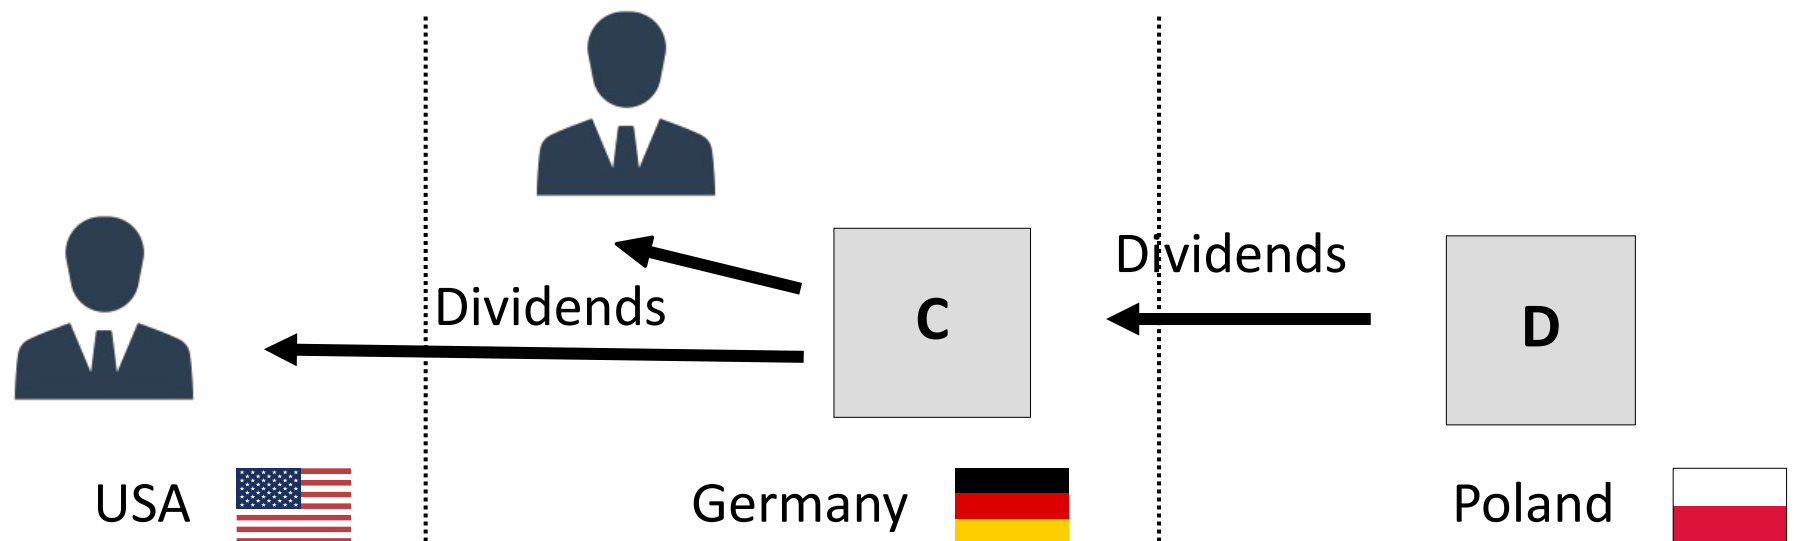 Dividends
Dividends
C
D
USA
Germany
Poland